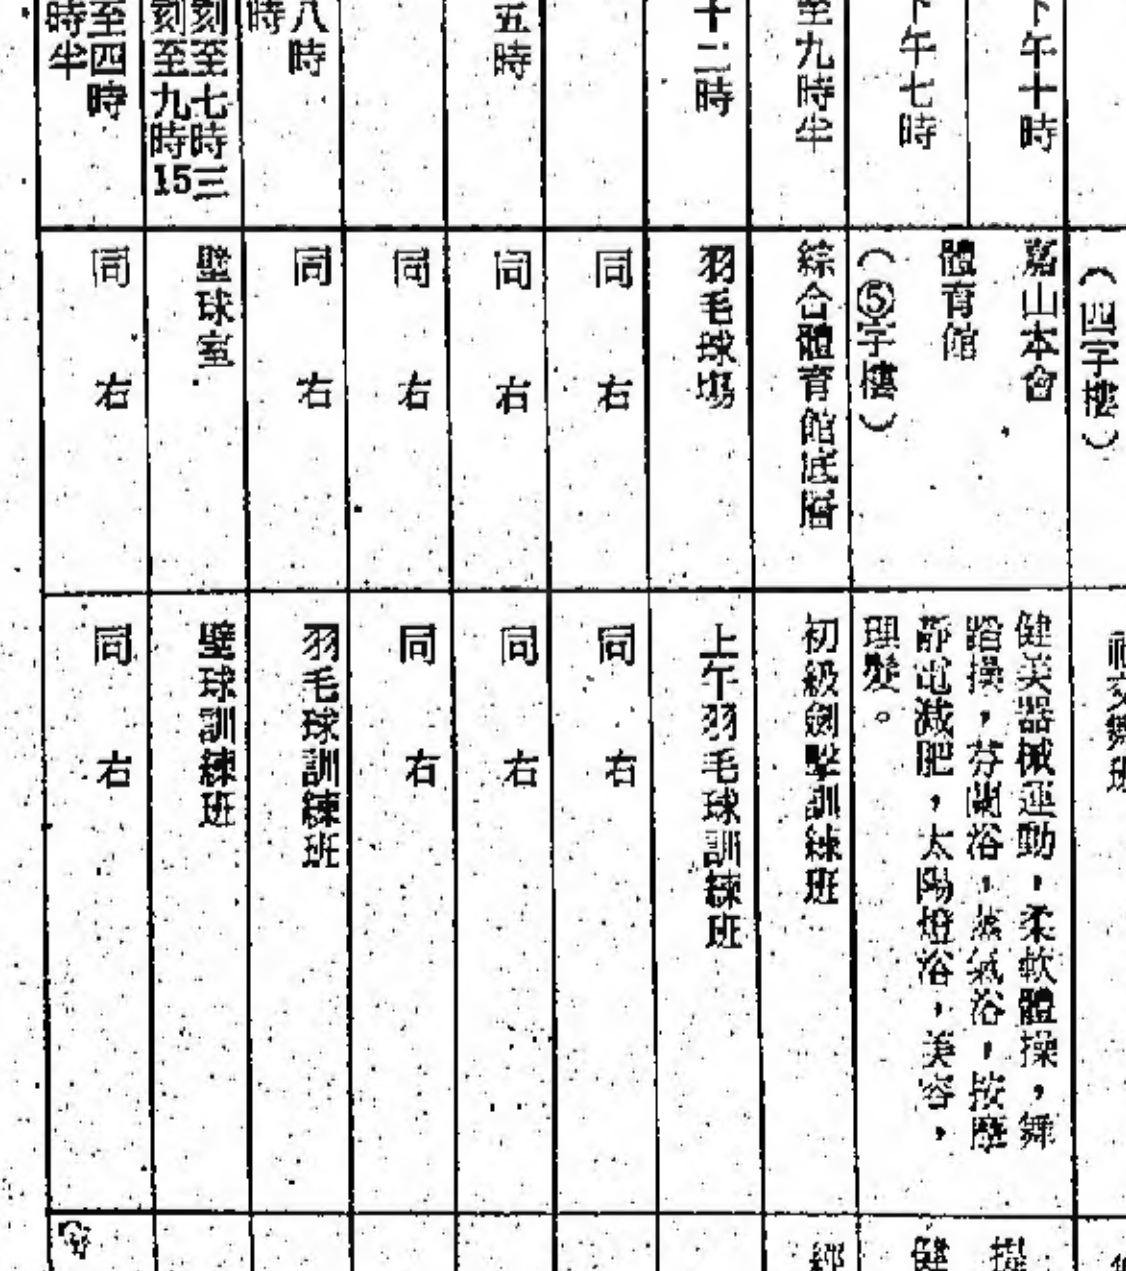 (四字樓)
下午十時
下午七時
嘉山本會
體育館
(⑤字樓)
健美器械運動,柔軟體操,舞
蹈操,芬蘭浴,蒸氣浴,按摩
靜電減肥,太陽燈浴,美容,
理髮。
健
至九時半
綜合體育館底層
初級劍擊訓練班
經
十二時
羽毛球場
上午羽毛球訓練班
同右
同右
五時
同右
同右
同右
同右
八時
時
同右
羽毛球訓練班
刻至七時三
刻至九時15
壁球室
壁球訓練班
至四時
時半
同右
同右